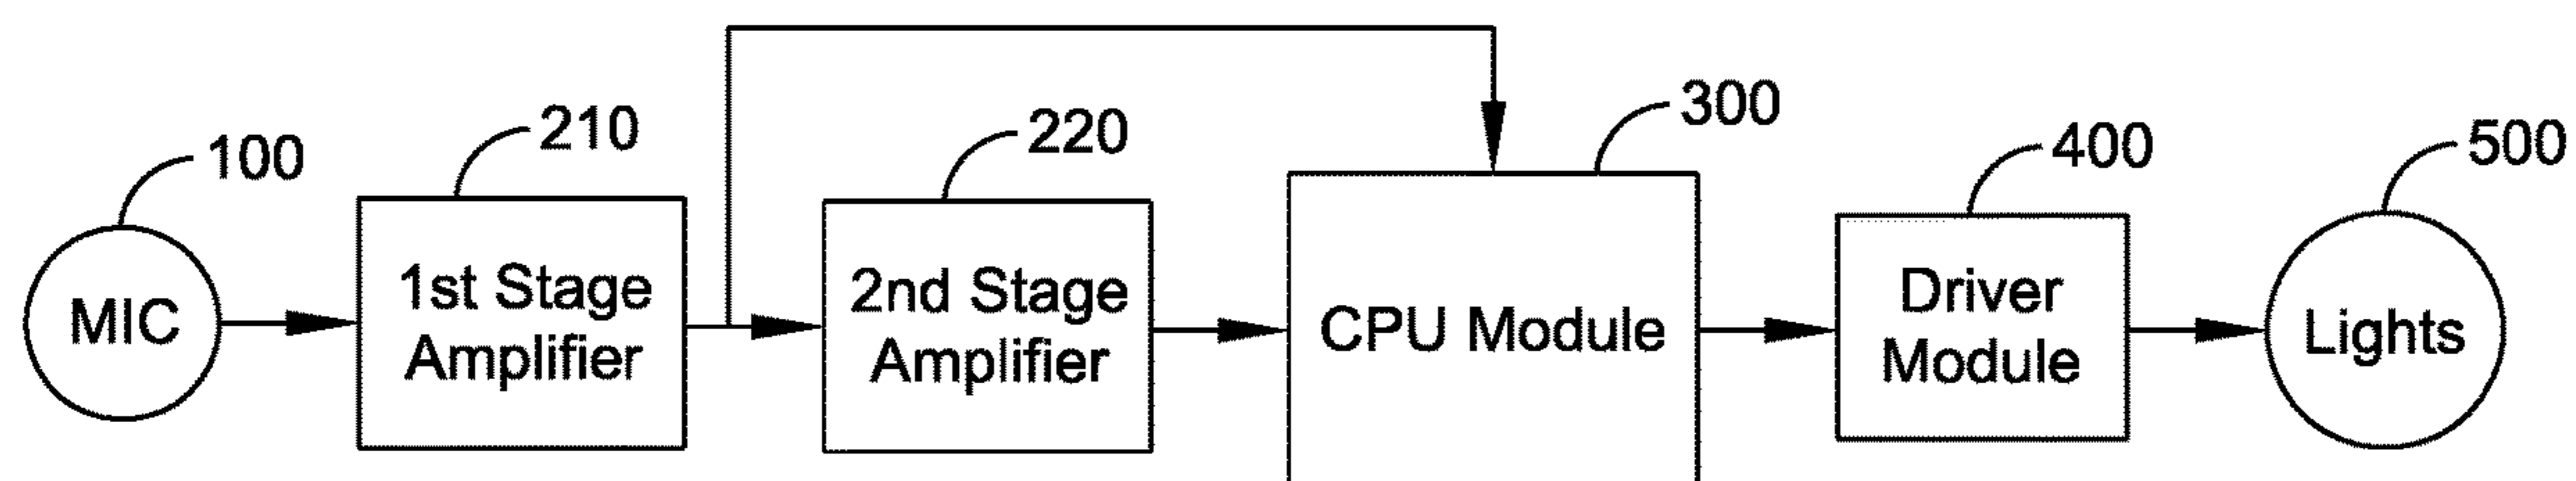 100
210
220
300
400
500
MIC
1st Stage
Amplifier
2nd Stage
Amplifier
CPU Module
Driver
Module
Lights